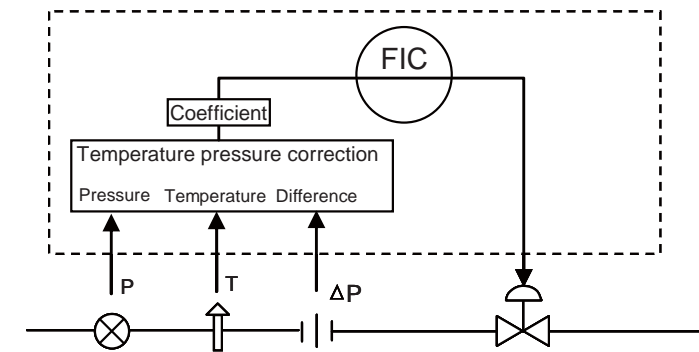 FIC
Coefficient
Temperature pressure correction
Pressure Temperature Difference
P T ΔP